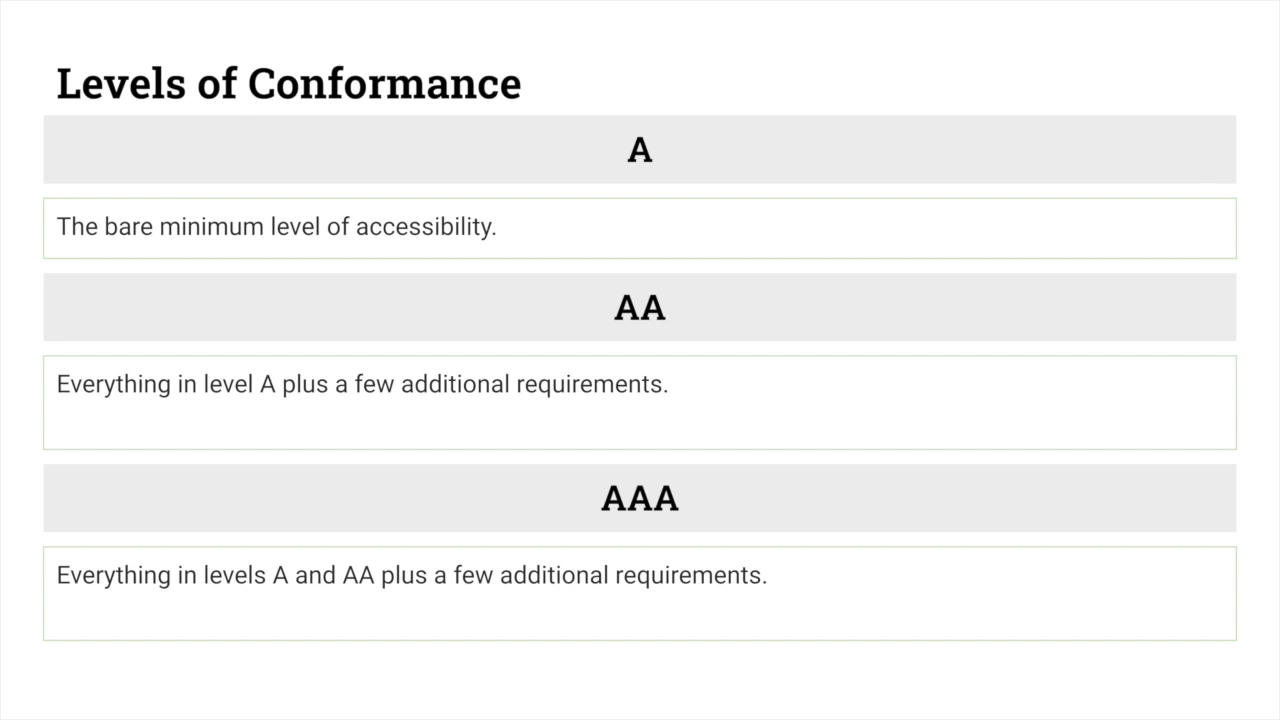 Levels of Conformance
A
The bare minimum level of accessibility.
AA
Everything in level A plus a few additional requirements.
AAA
Everything in levels A and AA plus a few additional requirements.